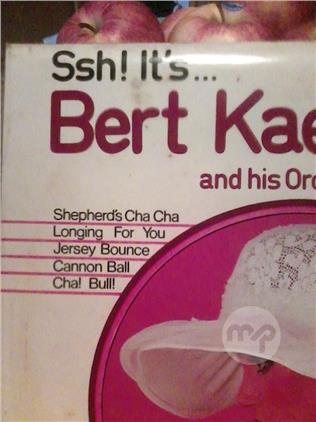 Ssh! It's...
Bert Kae
and his Orc
Shepherd's Cha Cha
Longing For You
Jersey Bounce
Cannon Ball
Cha! Bull!
mp